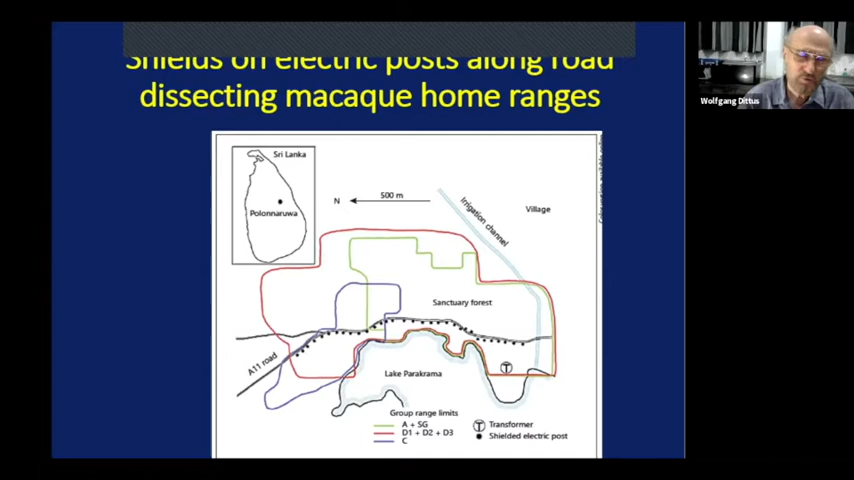 Shields on electric posts along road
dissecting macaque home ranges
Sri Lanka
Polonnaruwa
N
500 m
Irrigation channel
Village
Sanctuary forest
A11 road
Lake Parakrama
T
Group range limits
A + SG
D1 + D2 + D3
C
T Transformer
Shielded electric post
Wolfgang Dittus